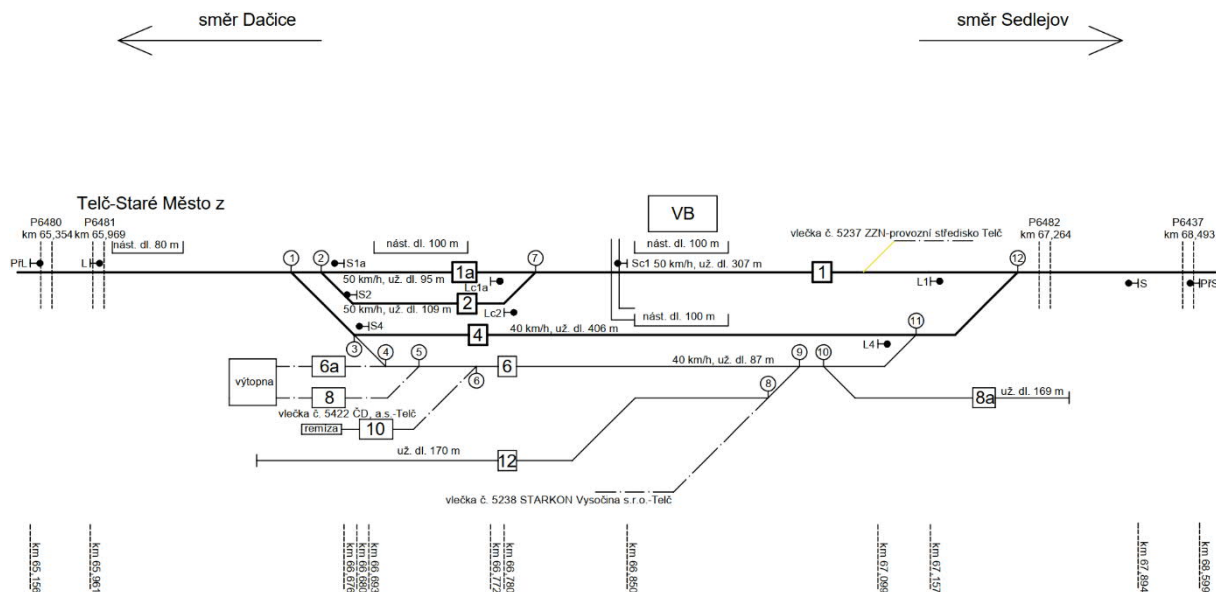 směr Dačice
směr Sedlejov
Telč-Staré Město z
VB
P6480
km 65,354
P6481
km 65,969
nást. dl. 80 m
nást. dl. 100 m
nást. dl. 100 m
vlečka č. 5237 ZZN-provozní středisko Telč
P6482
km 67,264
P6437
km 68,493
PřL
L
1
2
S1a
1a
7
Sc1
50 km/h, už. dl. 307 m
1
12
50 km/h, už. dl. 95 m
Lc1a
L1
S
PřS
S2
2
50 km/h, už. dl. 109 m
Lc2
nást. dl. 100 m
S4
4
40 km/h, už. dl. 406 m
11
3
L4
4
5
6a
6
6
40 km/h, už. dl. 87 m
9
10
výtopna
8
8
8a
už. dl. 169 m
vlečka č. 5422 ČD, a.s.-Telč
remíza
10
už. dl. 170 m
12
vlečka č. 5238 STARKON Vysočina s.r.o.-Telč
km 65,156
km 65,961
km 66,676
km 66,680
km 66,693
km 66,772
km 66,780
km 66,850
km 67,099
km 67,157
km 67,894
km 68,599